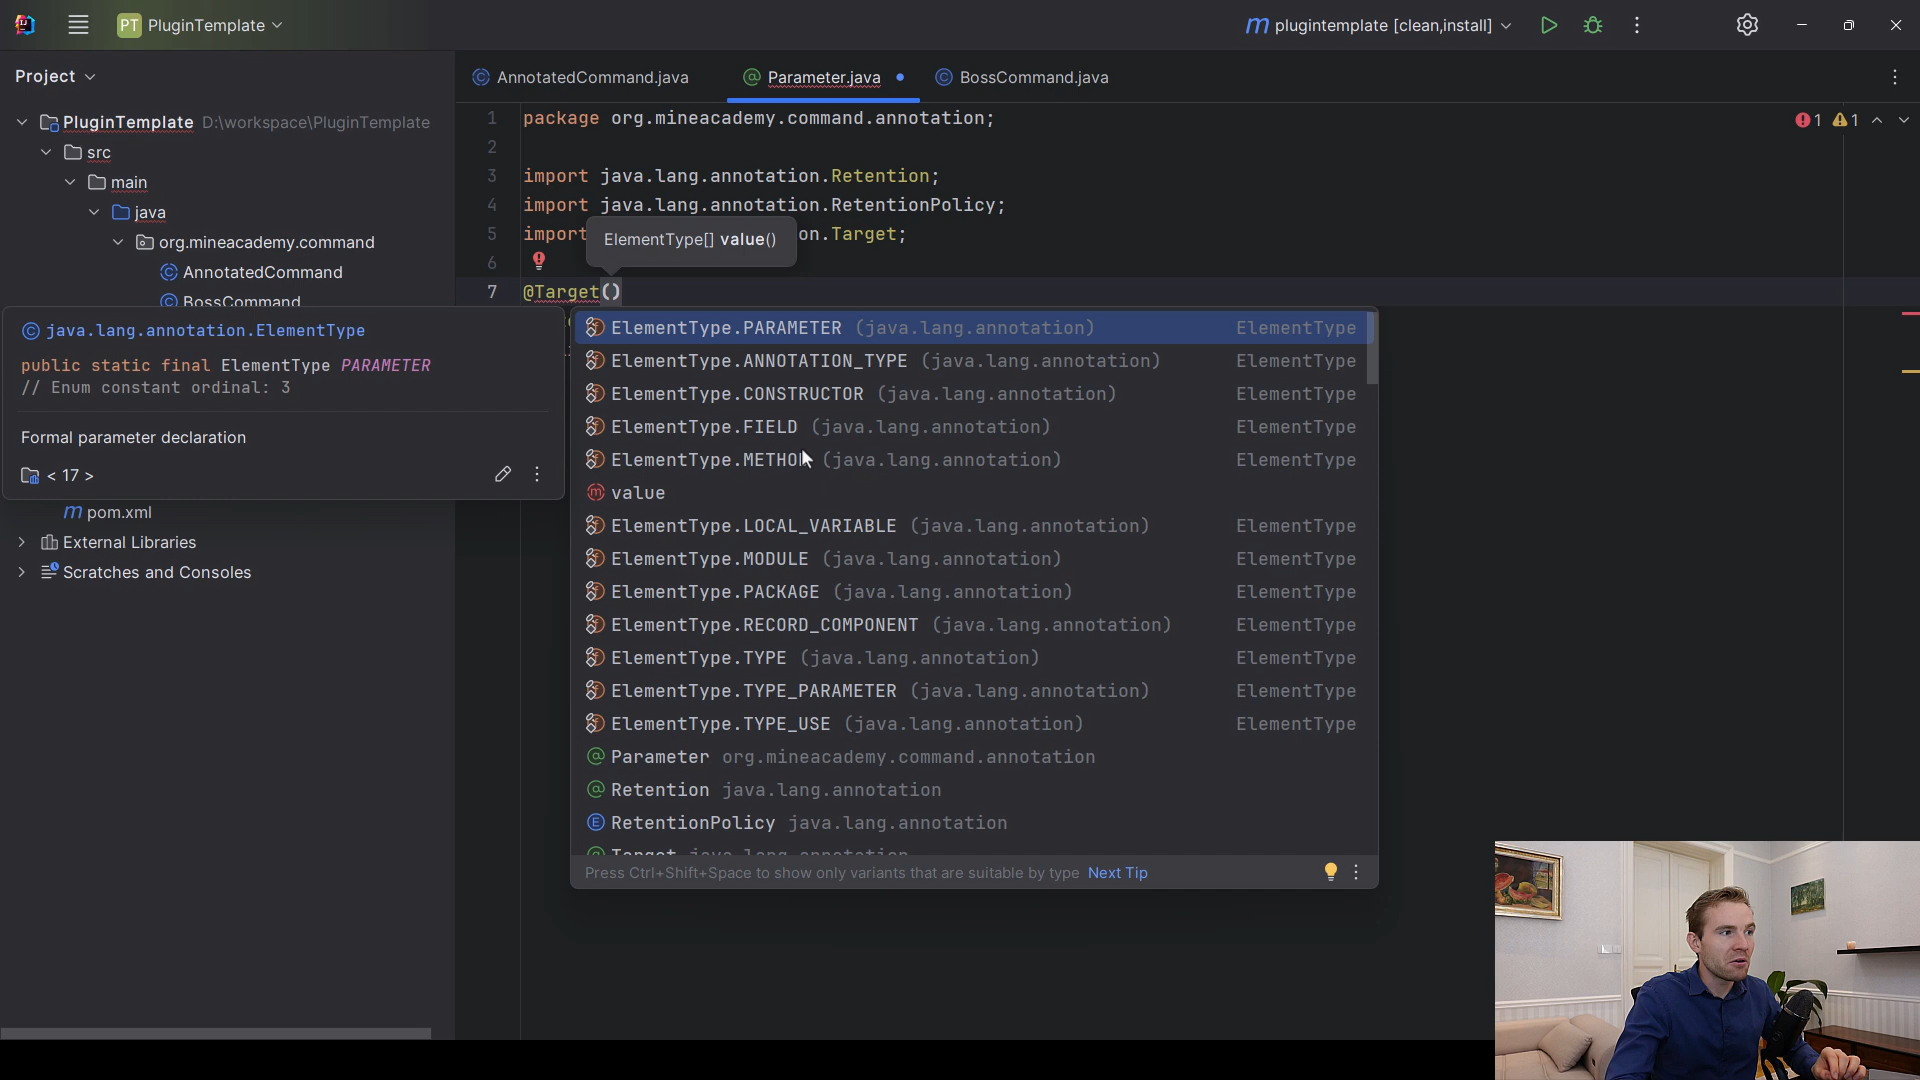 PT PluginTemplate
plugintemplate [clean,install]
Project
AnnotatedCommand.java
Parameter.java
BossCommand.java
PluginTemplate D:\workspace\PluginTemplate
src
main
java
org.mineacademy.command
AnnotatedCommand
BossCommand
1 package org.mineacademy.command.annotation;
2
3 import java.lang.annotation.Retention;
4 import java.lang.annotation.RetentionPolicy;
5 import on.Target;
6
7 @Target()
1 1
ElementType[] value()
java.lang.annotation.ElementType
public static final ElementType PARAMETER
// Enum constant ordinal: 3
Formal parameter declaration
< 17 >
pom.xml
External Libraries
Scratches and Consoles
ElementType.PARAMETER (java.lang.annotation) ElementType
ElementType.ANNOTATION_TYPE (java.lang.annotation) ElementType
ElementType.CONSTRUCTOR (java.lang.annotation) ElementType
ElementType.FIELD (java.lang.annotation) ElementType
ElementType.METHOD (java.lang.annotation) ElementType
value
ElementType.LOCAL_VARIABLE (java.lang.annotation) ElementType
ElementType.MODULE (java.lang.annotation) ElementType
ElementType.PACKAGE (java.lang.annotation) ElementType
ElementType.RECORD_COMPONENT (java.lang.annotation) ElementType
ElementType.TYPE (java.lang.annotation) ElementType
ElementType.TYPE_PARAMETER (java.lang.annotation) ElementType
ElementType.TYPE_USE (java.lang.annotation) ElementType
Parameter org.mineacademy.command.annotation
Retention java.lang.annotation
RetentionPolicy java.lang.annotation
Target java.lang.annotation
Press Ctrl+Shift+Space to show only variants that are suitable by type Next Tip